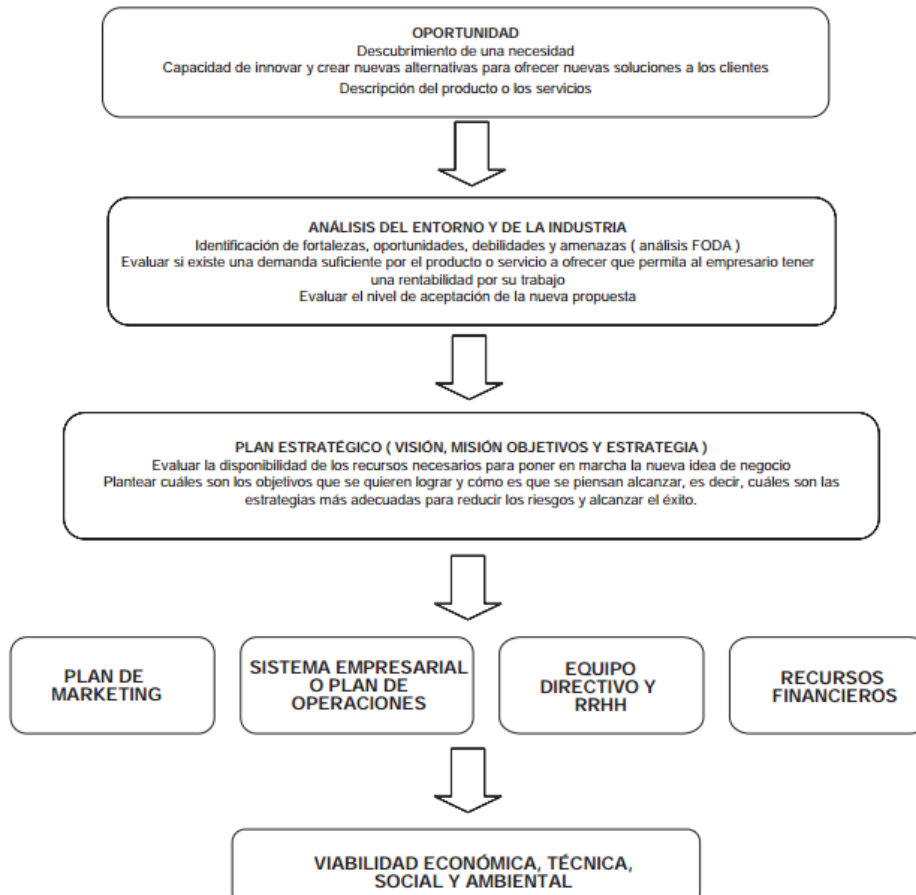 OPORTUNIDAD
Descubrimiento de una necesidad
Capacidad de innovar y crear nuevas alternativas para ofrecer nuevas soluciones a los clientes
Descripción del producto o los servicios
ANÁLISIS DEL ENTORNO Y DE LA INDUSTRIA
Identificación de fortalezas, oportunidades, debilidades y amenazas ( análisis FODA )
Evaluar si existe una demanda suficiente por el producto o servicio a ofrecer que permita al empresario tener
una rentabilidad por su trabajo
Evaluar el nivel de aceptación de la nueva propuesta
PLAN ESTRATÉGICO ( VISIÓN, MISIÓN OBJETIVOS Y ESTRATEGIA )
Evaluar la disponibilidad de los recursos necesarios para poner en marcha la nueva idea de negocio
Plantear cuáles son los objetivos que se quieren lograr y cómo es que se piensan alcanzar, es decir, cuáles son las
estrategias más adecuadas para reducir los riesgos y alcanzar el éxito.
PLAN DE
MARKETING
SISTEMA EMPRESARIAL
O PLAN DE
OPERACIONES
EQUIPO
DIRECTIVO Y
RRHH
RECURSOS
FINANCIEROS
VIABILIDAD ECONÓMICA, TÉCNICA,
SOCIAL Y AMBIENTAL